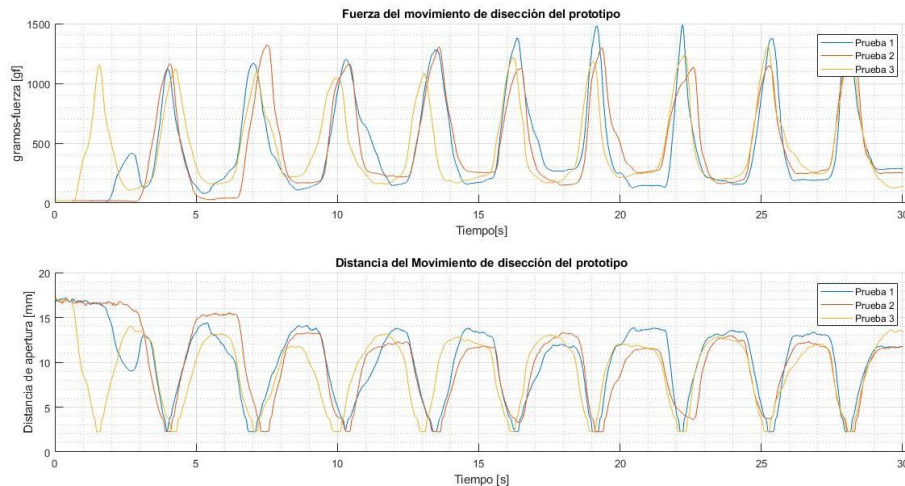 Fuerza del movimiento de disección del prototipo
gramos-fuerza [gf]
1500
1000
500
0
Prueba 1
Prueba 2
Prueba 3
0 5 10 15 20 25 30
Tiempo[s]
Distancia del Movimiento de disección del prototipo
Distancia de apertura [mm]
20
15
10
5
0
Prueba 1
Prueba 2
Prueba 3
0 5 10 15 20 25 30
Tiempo [s]